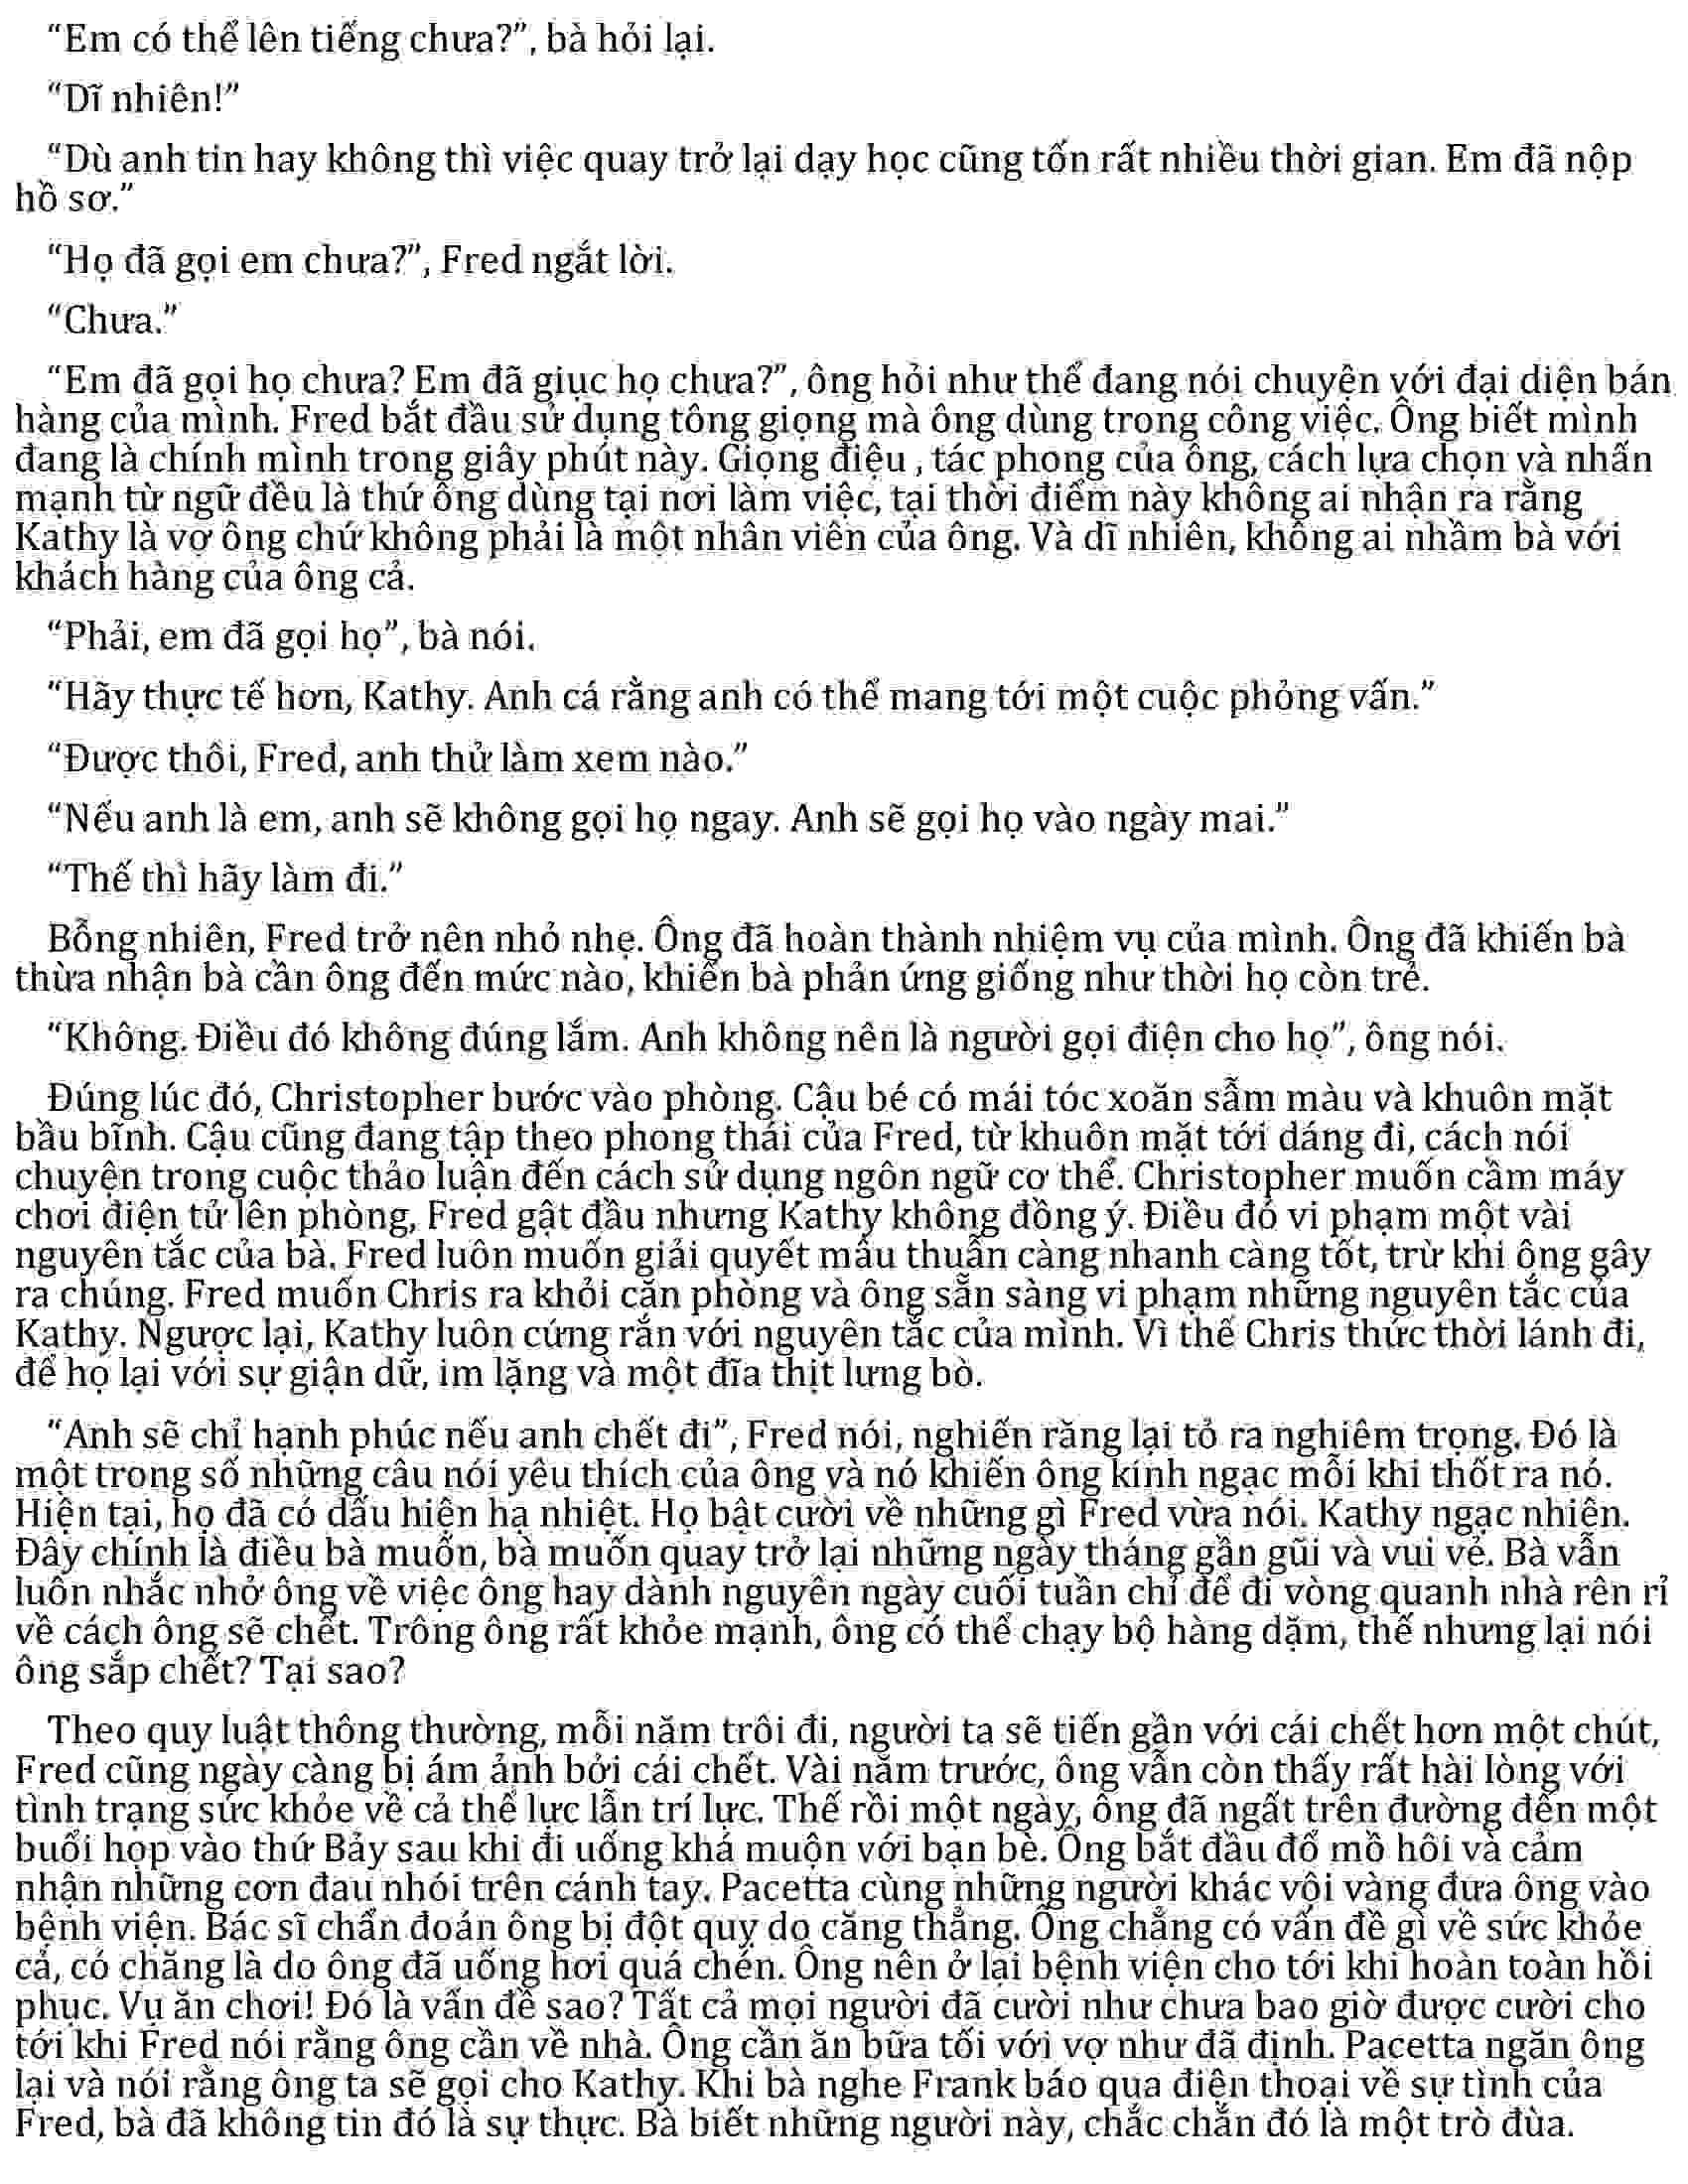 “Em có thể lên tiếng chưa?”, bà hỏi lại.
“Dĩ nhiên!”
“Dù anh tin hay không thì việc quay trở lại dạy học cũng tốn rất nhiều thời gian. Em đã nộp
hồ sơ.”
“Họ đã gọi em chưa?”, Fred ngắt lời.
“Chưa.”
“Em đã gọi họ chưa? Em đã giục họ chưa?”, ông hỏi như thể đang nói chuyện với đại diện bán
hàng của mình. Fred bắt đầu sử dụng tông giọng mà ông dùng trong công việc. Ông biết mình
đang là chính mình trong giây phút này. Giọng điệu , tác phong của ông, cách lựa chọn và nhấn
mạnh từ ngữ đều là thứ ông dùng tại nơi làm việc, tại thời điểm này không ai nhận ra rằng
Kathy là vợ ông chứ không phải là một nhân viên của ông. Và dĩ nhiên, không ai nhầm bà với
khách hàng của ông cả.
“Phải, em đã gọi họ”, bà nói.
“Hãy thực tế hơn, Kathy. Anh cá rằng anh có thể mang tới một cuộc phỏng vấn.”
“Được thôi, Fred, anh thử làm xem nào.”
“Nếu anh là em, anh sẽ không gọi họ ngay. Anh sẽ gọi họ vào ngày mai.”
“Thế thì hãy làm đi.”
Bỗng nhiên, Fred trở nên nhỏ nhẹ. Ông đã hoàn thành nhiệm vụ của mình. Ông đã khiến bà
thừa nhận bà cần ông đến mức nào, khiến bà phản ứng giống như thời họ còn trẻ.
“Không. Điều đó không đúng lắm. Anh không nên là người gọi điện cho họ”, ông nói.
Đúng lúc đó, Christopher bước vào phòng. Cậu bé có mái tóc xoăn sẫm màu và khuôn mặt
bầu bĩnh. Cậu cũng đang tập theo phong thái của Fred, từ khuôn mặt tới dáng đi, cách nói
chuyện trong cuộc thảo luận đến cách sử dụng ngôn ngữ cơ thể. Christopher muốn cầm máy
chơi điện tử lên phòng, Fred gật đầu nhưng Kathy không đồng ý. Điều đó vi phạm một vài
nguyên tắc của bà. Fred luôn muốn giải quyết mâu thuẫn càng nhanh càng tốt, trừ khi ông gây
ra chúng. Fred muốn Chris ra khỏi căn phòng và ông sẵn sàng vi phạm những nguyên tắc của
Kathy. Ngược lại, Kathy luôn cứng rắn với nguyên tắc của mình. Vì thế Chris thức thời lánh đi,
để họ lại với sự giận dữ, im lặng và một đĩa thịt lưng bò.
“Anh sẽ chỉ hạnh phúc nếu anh chết đi”, Fred nói, nghiến răng lại tỏ ra nghiêm trọng. Đó là
một trong số những câu nói yêu thích của ông và nó khiến ông kinh ngạc mỗi khi thốt ra nó.
Hiện tại, họ đã có dấu hiện hạ nhiệt. Họ bật cười về những gì Fred vừa nói. Kathy ngạc nhiên.
Đây chính là điều bà muốn, bà muốn quay trở lại những ngày tháng gần gũi và vui vẻ. Bà vẫn
luôn nhắc nhở ông về việc ông hay dành nguyên ngày cuối tuần chỉ để đi vòng quanh nhà rên rỉ
về cách ông sẽ chết. Trông ông rất khỏe mạnh, ông có thể chạy bộ hàng dặm, thế nhưng lại nói
ông sắp chết? Tại sao?
Theo quy luật thông thường, mỗi năm trôi đi, người ta sẽ tiến gần với cái chết hơn một chút,
Fred cũng ngày càng bị ám ảnh bởi cái chết. Vài năm trước, ông vẫn còn thấy rất hài lòng với
tình trạng sức khỏe về cả thể lực lẫn trí lực. Thế rồi một ngày, ông đã ngất trên đường đến một
buổi họp vào thứ Bảy sau khi đi uống khá muộn với bạn bè. Ông bắt đầu đổ mồ hôi và cảm
nhận những cơn đau nhói trên cánh tay. Pacetta cùng những người khác vội vàng đưa ông vào
bệnh viện. Bác sĩ chẩn đoán ông bị đột quỵ do căng thẳng. Ông chẳng có vấn đề gì về sức khỏe
cả, có chăng là do ông đã uống hơi quá chén. Ông nên ở lại bệnh viện cho tới khi hoàn toàn hồi
phục. Vụ ăn chơi! Đó là vấn đề sao? Tất cả mọi người đã cười như chưa bao giờ được cười cho
tới khi Fred nói rằng ông cần về nhà. Ông cần ăn bữa tối với vợ như đã định. Pacetta ngăn ông
lại và nói rằng ông ta sẽ gọi cho Kathy. Khi bà nghe Frank báo qua điện thoại về sự tình của
Fred, bà đã không tin đó là sự thực. Bà biết những người này, chắc chắn đó là một trò đùa.